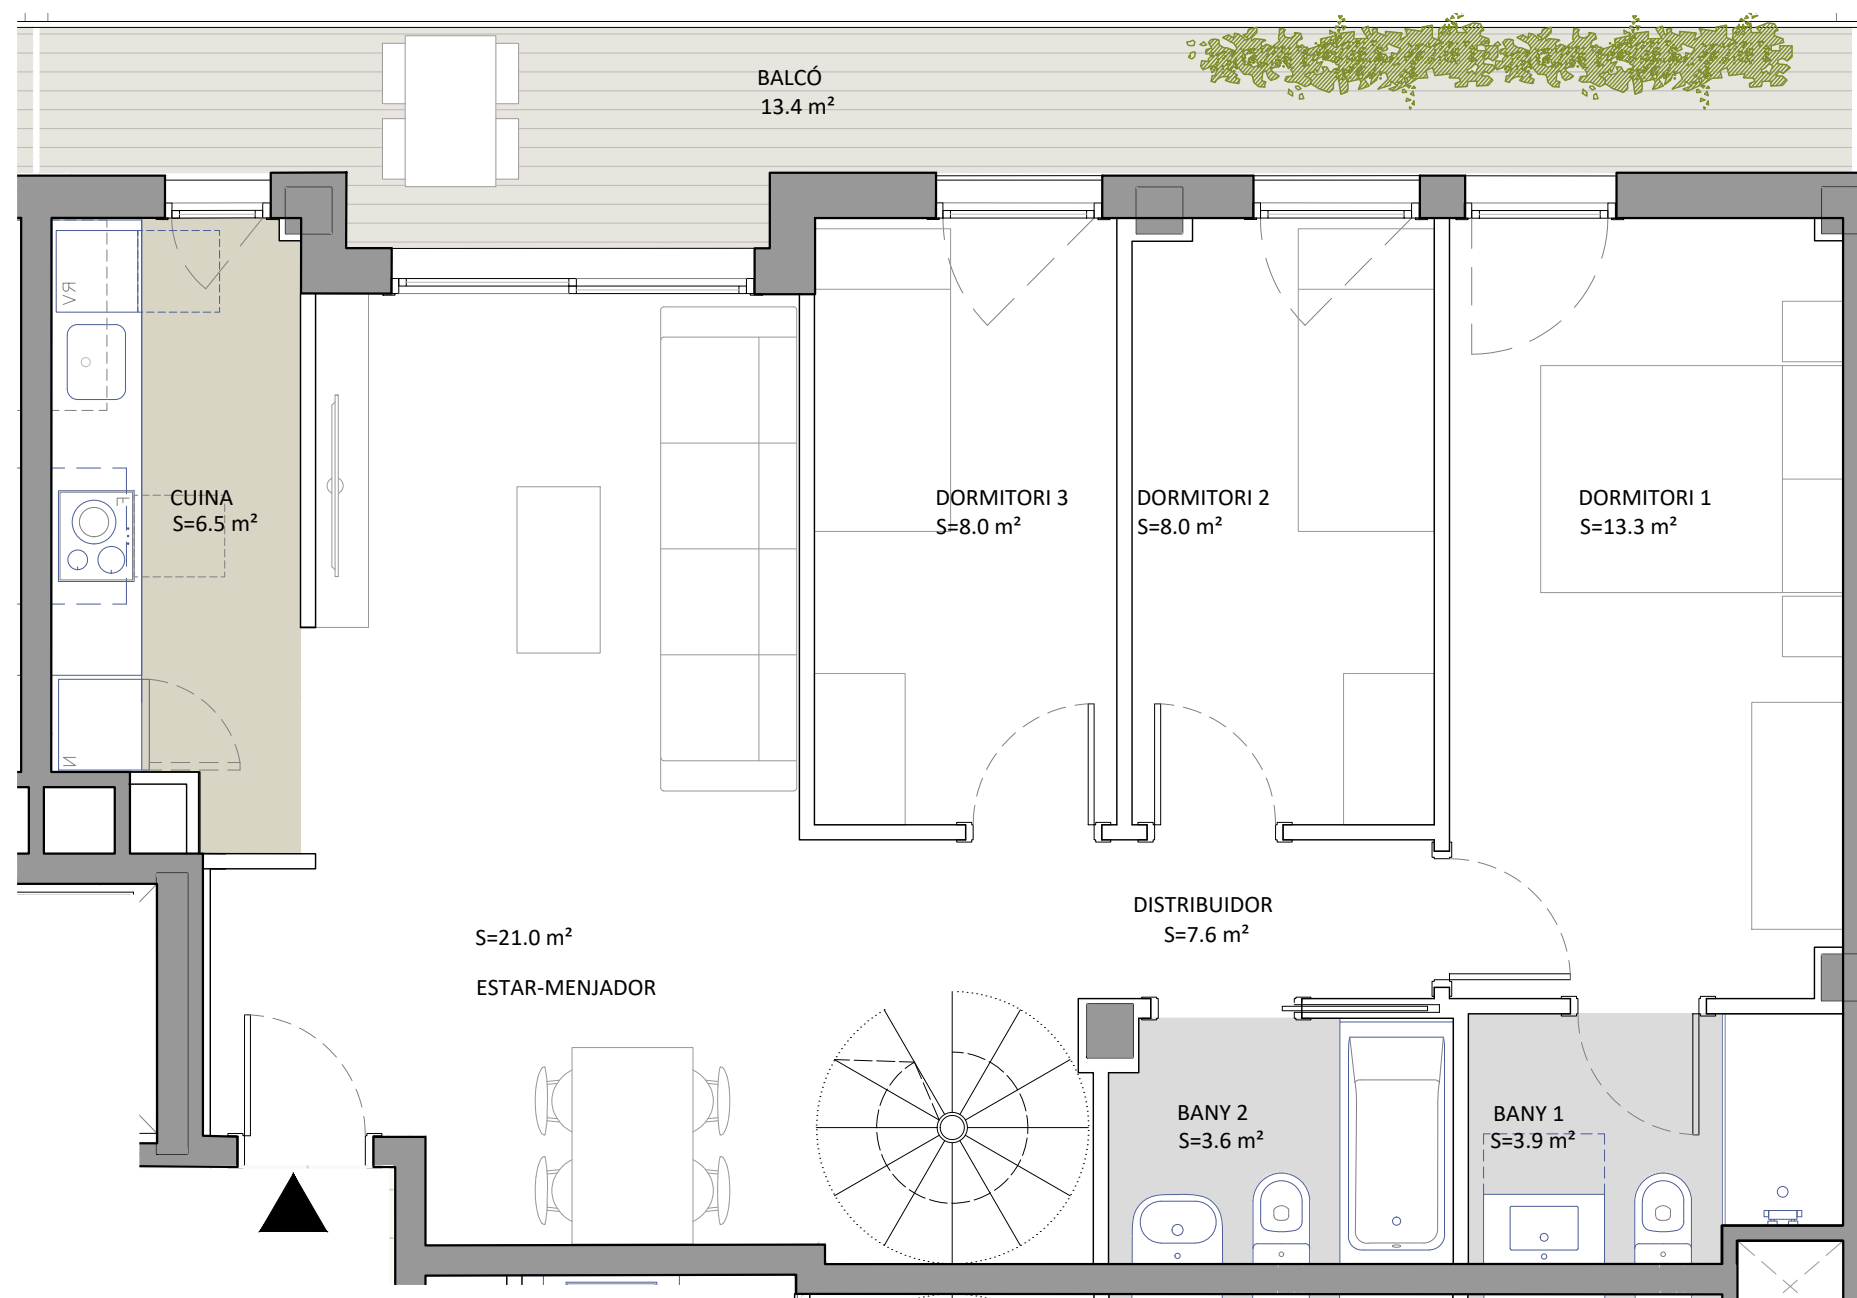 BALCÓ
13.4 m²
RV
CUINA
S=6.5 m²
F
DORMITORI 3
S=8.0 m²
DORMITORI 2
S=8.0 m²
DORMITORI 1
S=13.3 m²
N
DISTRIBUIDOR
S=7.6 m²
S=21.0 m²
ESTAR-MENJADOR
BANY 2
S=3.6 m²
BANY 1
S=3.9 m²